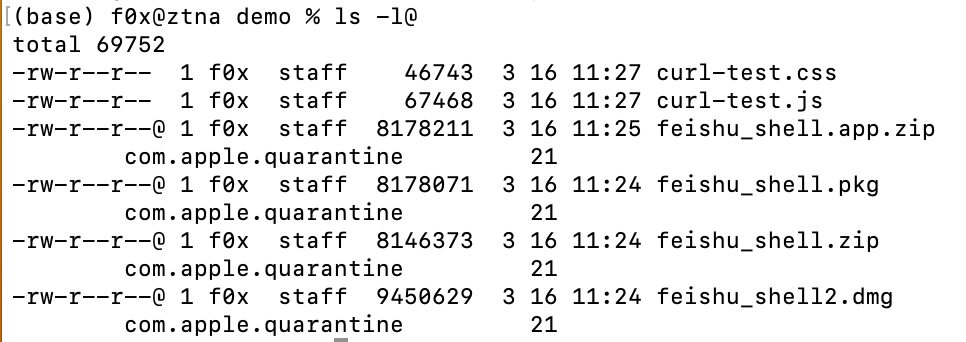 (base) f0x@ztna demo % ls -l@
total 69752
-rw-r--r--  1 f0x  staff    46743  3 16 11:27 curl-test.css
-rw-r--r--  1 f0x  staff    67468  3 16 11:27 curl-test.js
-rw-r--r--@ 1 f0x  staff  8178211  3 16 11:25 feishu_shell.app.zip
        com.apple.quarantine         21
-rw-r--r--@ 1 f0x  staff  8178071  3 16 11:24 feishu_shell.pkg
        com.apple.quarantine         21
-rw-r--r--@ 1 f0x  staff  8146373  3 16 11:24 feishu_shell.zip
        com.apple.quarantine         21
-rw-r--r--@ 1 f0x  staff  9450629  3 16 11:24 feishu_shell2.dmg
        com.apple.quarantine         21